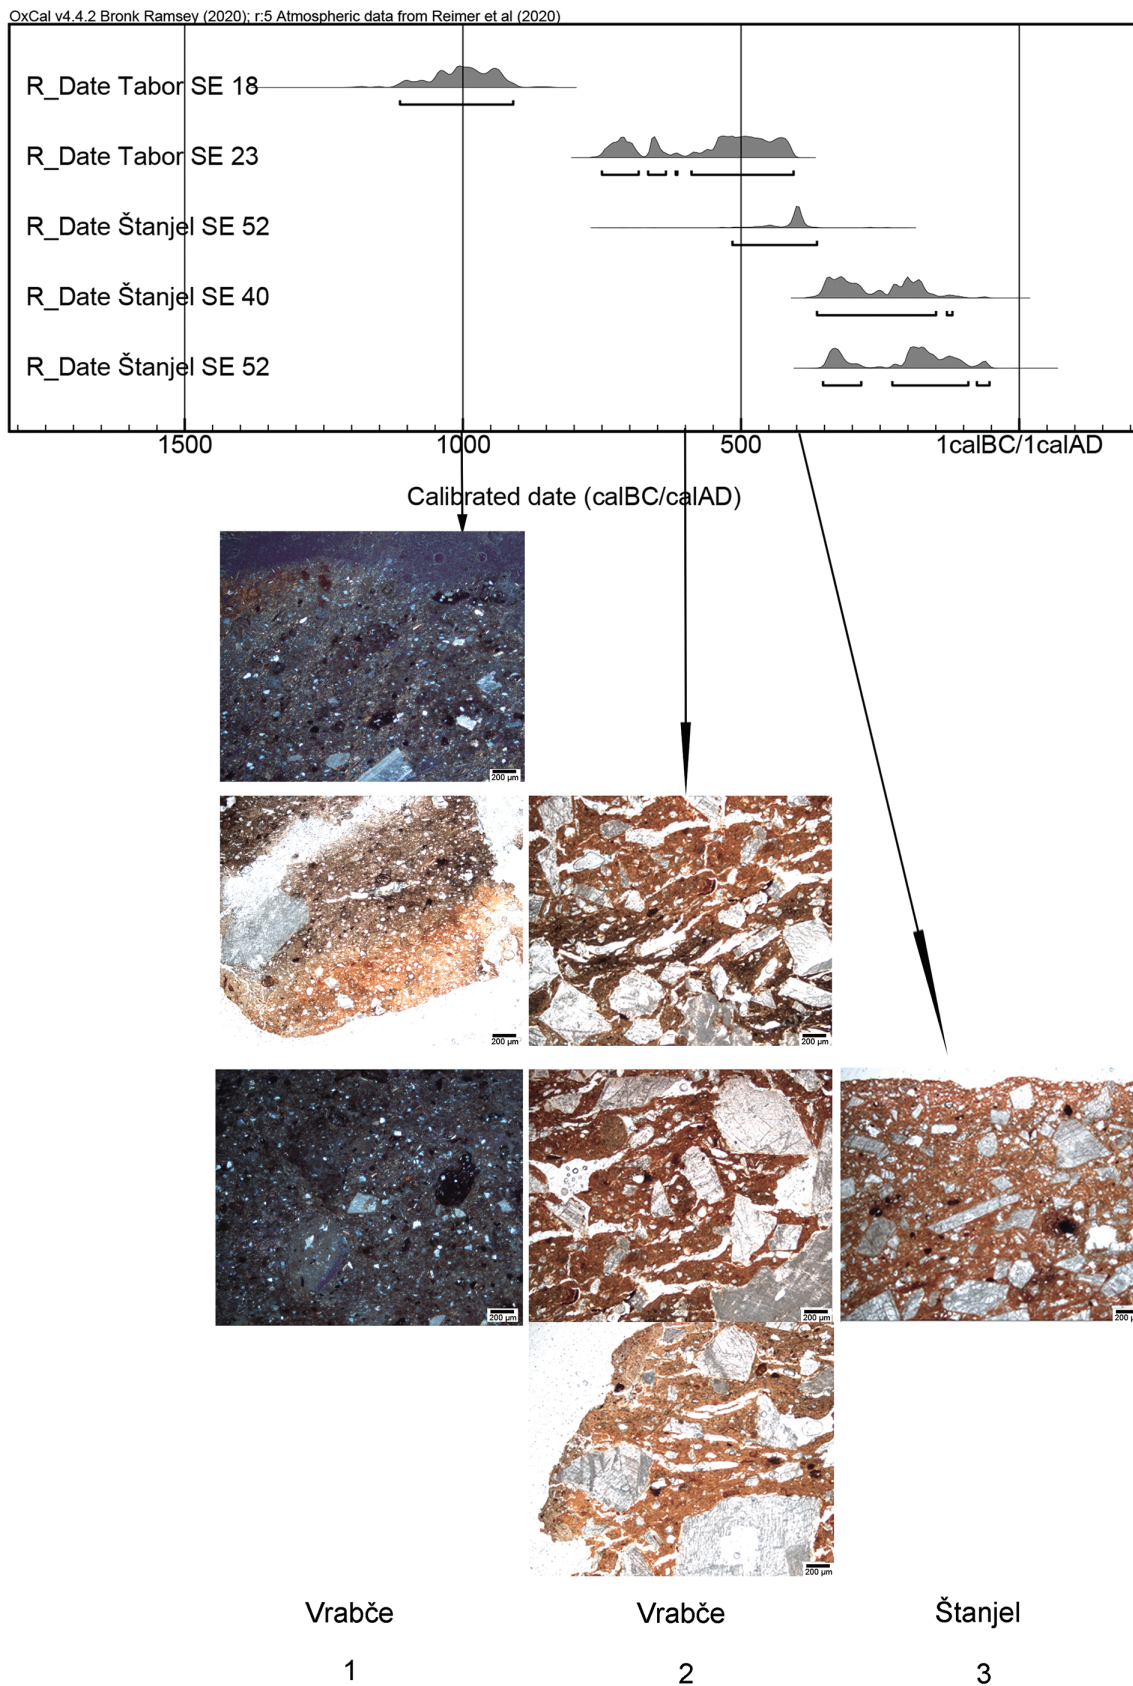 OxCal v4.4.2 Bronk Ramsey (2020); r:5 Atmospheric data from Reimer et al (2020)
R_Date Tabor SE 18
R_Date Tabor SE 23
R_Date Štanjel SE 52
R_Date Štanjel SE 40
R_Date Štanjel SE 52
1500 1000 500 1calBC/1calAD
Calibrated date (calBC/calAD)
200 µm
200 µm 200 µm
200 µm 200 µm 200 µ
200 µm
Vrabče Vrabče Štanjel
1 2 3